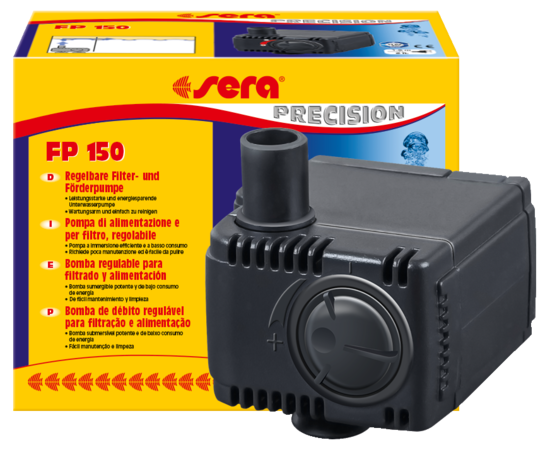 sera
FP 150
sera®
PRECISION
FP 150
D Regelbare Filter- und
Förderpumpe
• Leistungsstarke und energiesparende
Unterwasserpumpe
• Wartungsarm und einfach zu reinigen
I Pompa di alimentazione e
per filtro, regolabile
• Pompa a immersione efficiente e a basso consumo
• Richiede poca manutenzione ed è facile da pulire
E Bomba regulable para
filtrado y alimentación
• Bomba sumergible potente y de bajo consumo
de energía
• De fácil mantenimiento y limpieza
P Bomba de débito regulável
para filtração e alimentação
• Bomba submersível potente e de baixo consumo
de energia
• Fácil manutenção e limpeza
+